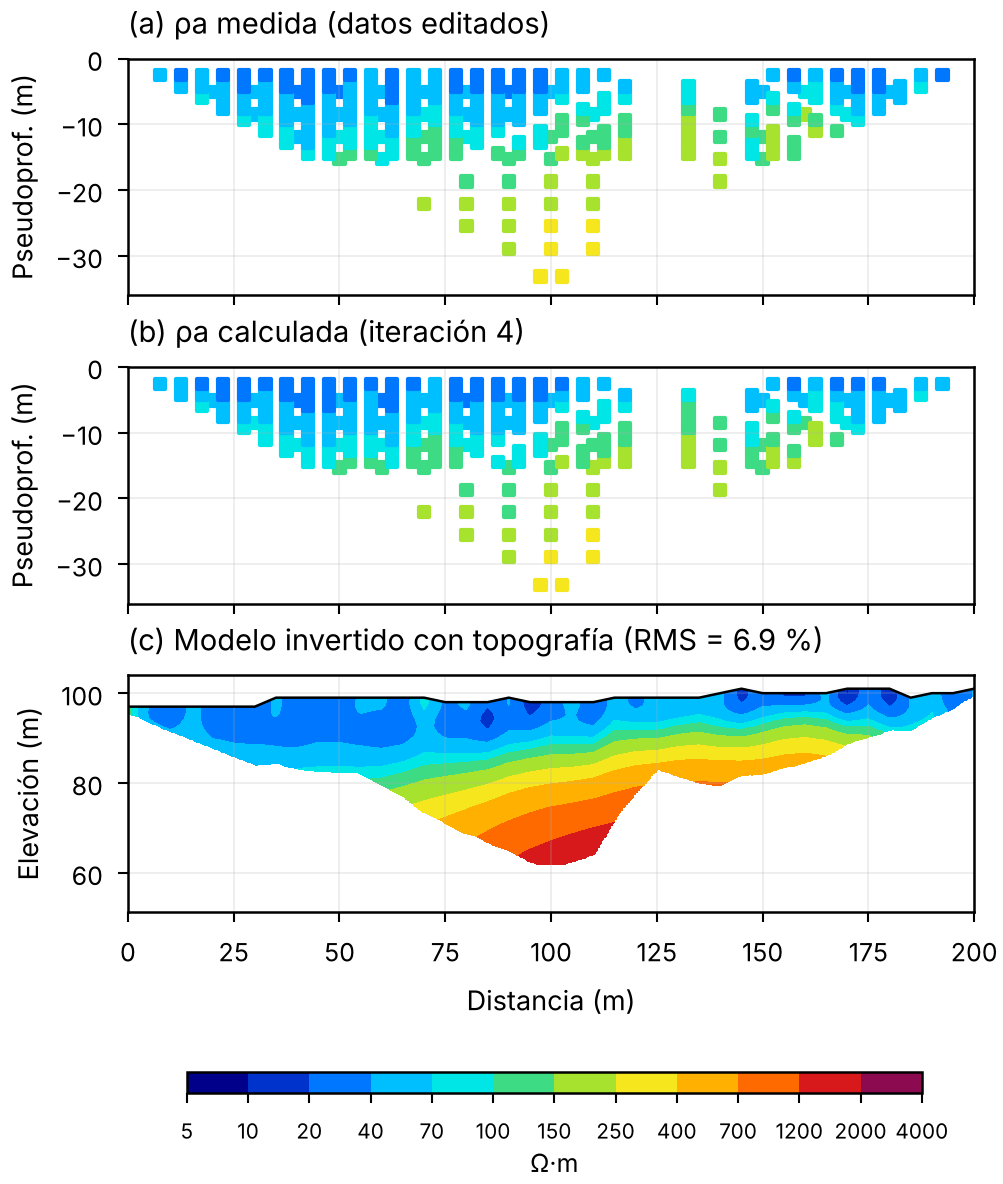 (a) ρa medida (datos editados)
0
−10
−20
−30
Pseudoprof. (m)
(b) ρa calculada (iteración 4)
0
−10
−20
−30
Pseudoprof. (m)
(c) Modelo invertido con topografía (RMS = 6.9 %)
100
80
60
Elevación (m)
0 25 50 75 100 125 150 175 200
Distancia (m)
5 10 20 40 70 100 150 250 400 700 1200 2000 4000
Ω·m